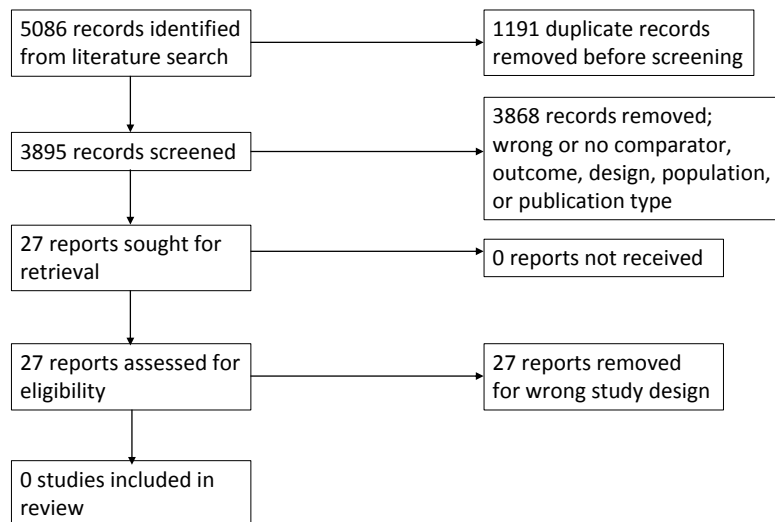 5086 records identified
from literature search
1191 duplicate records
removed before screening
3895 records screened
3868 records removed;
wrong or no comparator,
outcome, design, population,
or publication type
27 reports sought for
retrieval
0 reports not received
27 reports assessed for
eligibility
27 reports removed
for wrong study design
0 studies included in
review